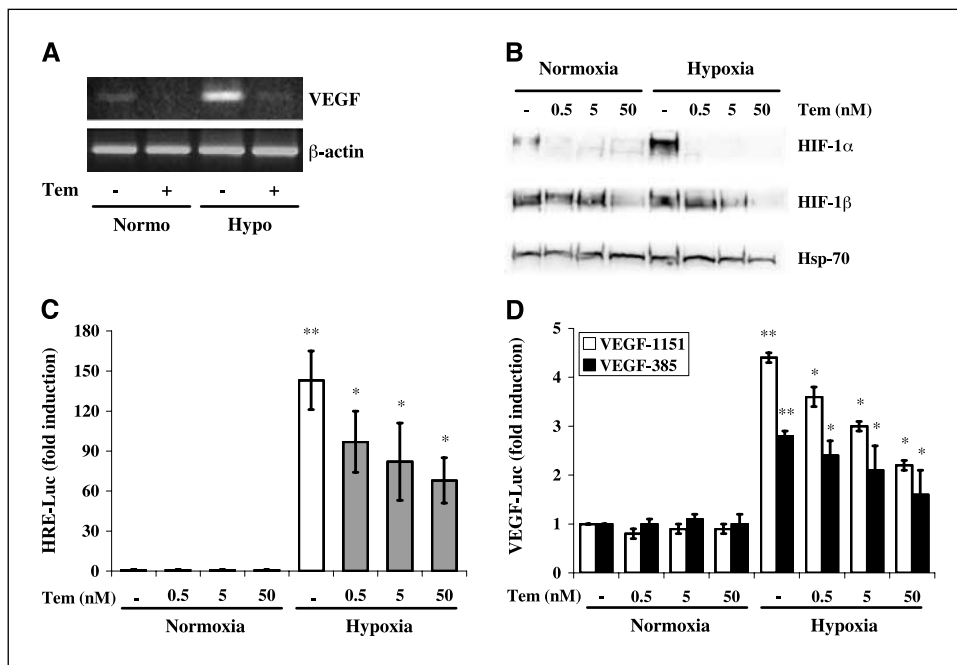 A
VEGF
β-actin
Tem - + - +
Normo Hypo
B
Normoxia Hypoxia
- 0.5 5 50 - 0.5 5 50 Tem (nM)
HIF-1α
HIF-1β
Hsp-70
C
HRE-Luc (fold induction)
180
150
120
90
60
30
0
**
*
*
*
Tem (nM) - 0.5 5 50 - 0.5 5 50
Normoxia Hypoxia
D
VEGF-Luc (fold induction)
5
4
3
2
1
0
VEGF-1151
VEGF-385
**
**
*
*
*
*
*
*
Tem (nM) - 0.5 5 50 - 0.5 5 50
Normoxia Hypoxia